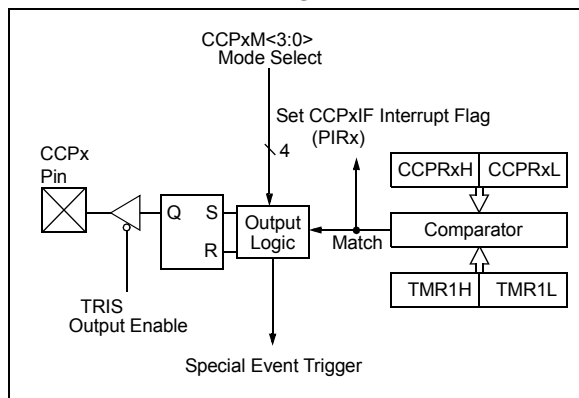 CCPxM<3:0>
Mode Select
Set CCPxIF Interrupt Flag
(PIRx)
4
CCPx
Pin
CCPRxH
CCPRxL
Q
S
R
Output
Logic
Match
Comparator
TRIS
Output Enable
TMR1H
TMR1L
Special Event Trigger